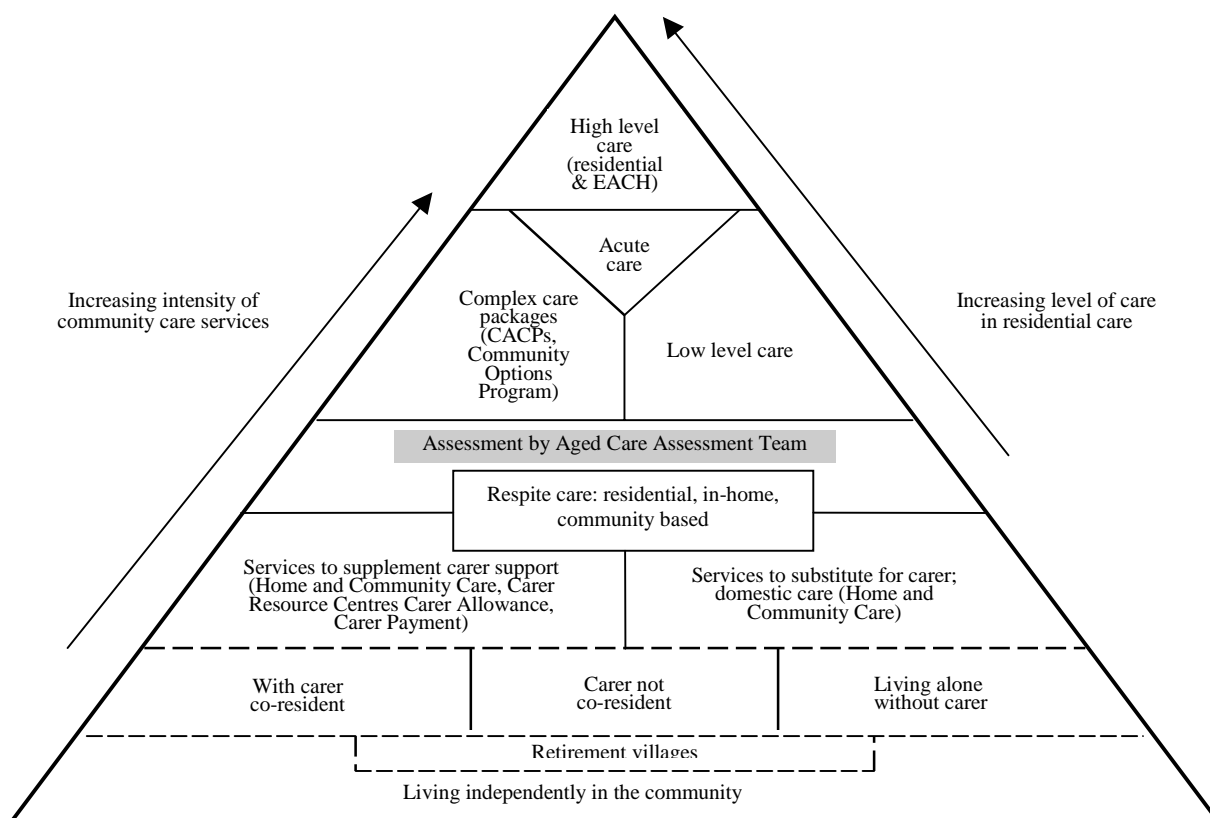 High level
care
(residential
& EACH)
Acute
care
Increasing intensity of
community care services
Complex care
packages
(CACPs,
Community
Options
Program)
Low level care
Increasing level of care
in residential care
Assessment by Aged Care Assessment Team
Respite care: residential, in-home,
community based
Services to supplement carer support
(Home and Community Care, Carer
Resource Centres Carer Allowance,
Carer Payment)
Services to substitute for carer;
domestic care (Home and
Community Care)
With carer
co-resident
Carer not
co-resident
Living alone
without carer
Retirement villages
Living independently in the community